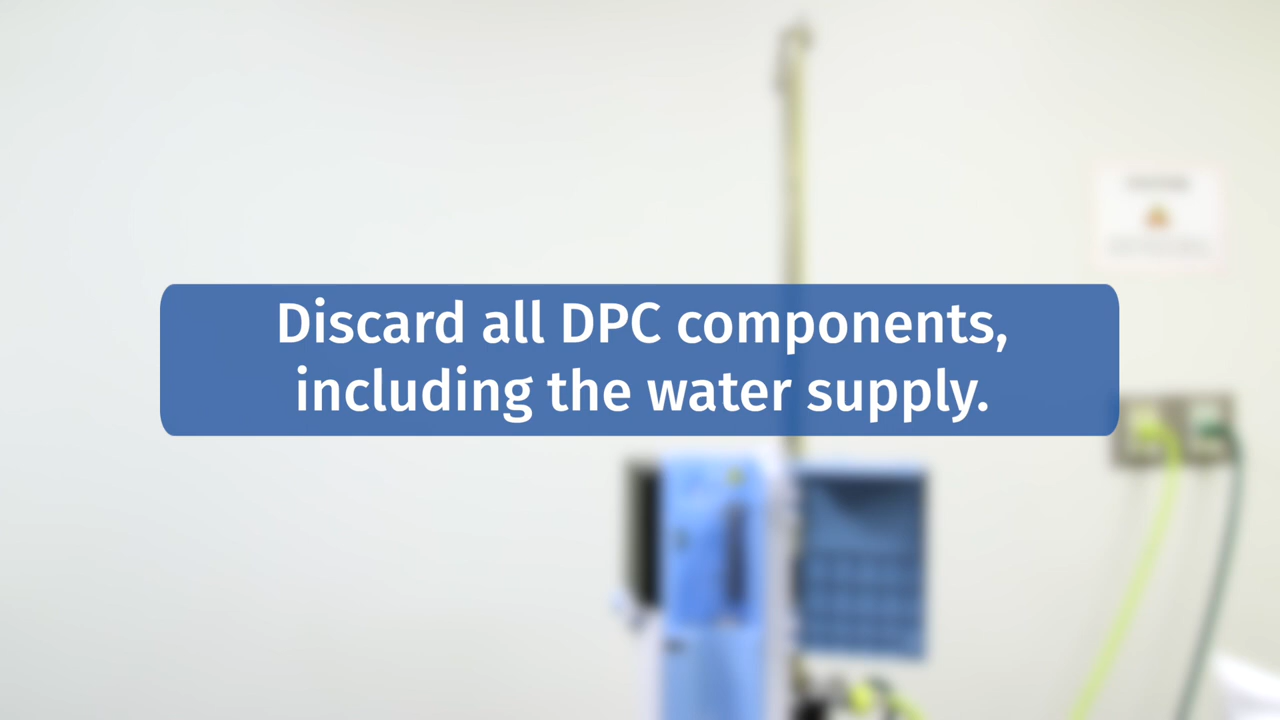 Discard all DPC components,
including the water supply.